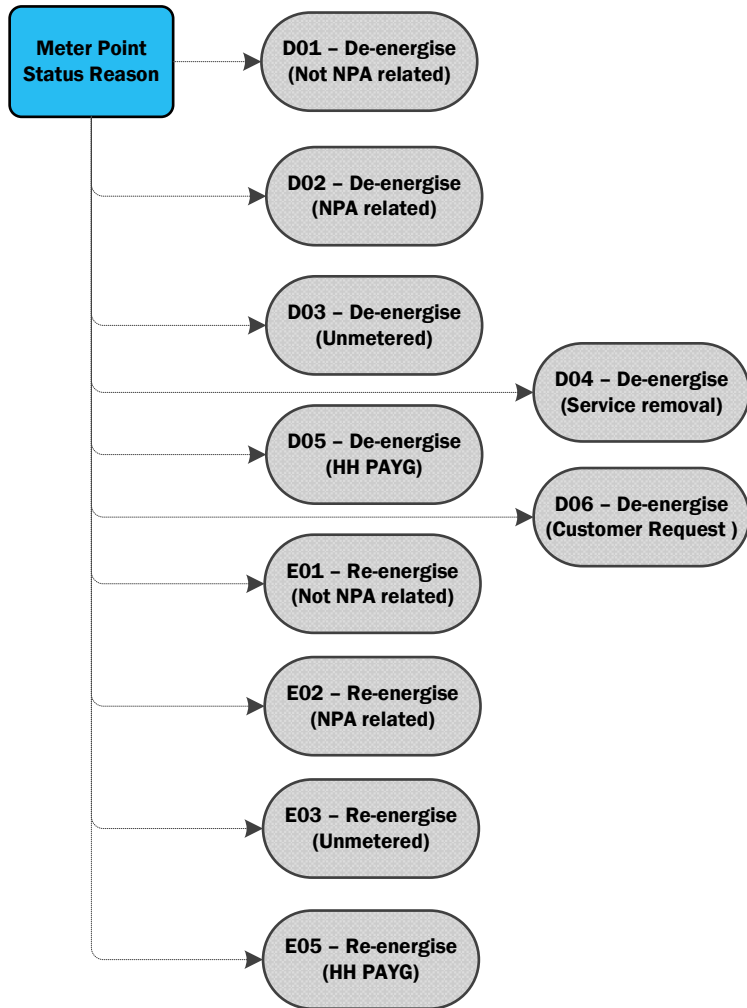 Meter Point
Status Reason
D01 – De-energise
(Not NPA related)
D02 – De-energise
(NPA related)
D03 – De-energise
(Unmetered)
D04 – De-energise
(Service removal)
D05 – De-energise
(HH PAYG)
D06 – De-energise
(Customer Request )
E01 – Re-energise
(Not NPA related)
E02 – Re-energise
(NPA related)
E03 – Re-energise
(Unmetered)
E05 – Re-energise
(HH PAYG)